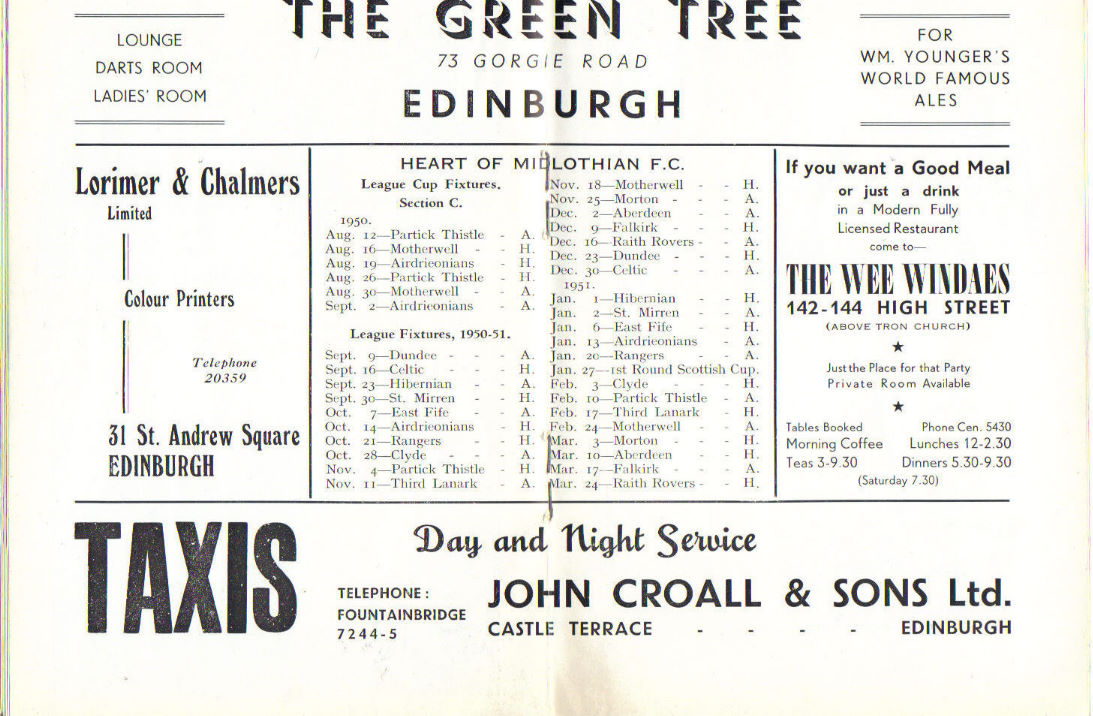 LOUNGE
DARTS ROOM
LADIES' ROOM
THE GREEN TREE
73 GORGIE ROAD
EDINBURGH
FOR
WM. YOUNGER'S
WORLD FAMOUS
ALES
Lorimer & Chalmers
Limited
Colour Printers
Telephone
20359
31 St. Andrew Square
EDINBURGH
HEART OF MIDLOTHIAN F.C.
League Cup Fixtures.
Section C.
1950.
Aug. 12—Partick Thistle - A.
Aug. 16—Motherwell - - H.
Aug. 19—Airdrieonians - H.
Aug. 26—Partick Thistle - H.
Aug. 30—Motherwell - - A.
Sept. 2—Airdrieonians - A.
League Fixtures, 1950-51.
Sept. 9—Dundee - - - A.
Sept. 16—Celtic - - - H.
Sept. 23—Hibernian - - A.
Sept. 30—St. Mirren - - H.
Oct. 7—East Fife - - A.
Oct. 14—Airdrieonians - H.
Oct. 21—Rangers - - H.
Oct. 28—Clyde - - - A.
Nov. 4—Partick Thistle - H.
Nov. 11—Third Lanark - A.
Nov. 18—Motherwell - - H.
Nov. 25—Morton - - - A.
Dec. 2—Aberdeen - - A.
Dec. 9—Falkirk - - H.
Dec. 16—Raith Rovers - - A.
Dec. 23—Dundee - - H.
Dec. 30—Celtic - - - A.
1951.
Jan. 1—Hibernian - - H.
Jan. 2—St. Mirren - - A.
Jan. 6—East Fife - - H.
Jan. 13—Airdrieonians - A.
Jan. 20—Rangers - - A.
Jan. 27—1st Round Scottish Cup.
Feb. 3—Clyde - - - H.
Feb. 10—Partick Thistle - A.
Feb. 17—Third Lanark - H.
Feb. 24—Motherwell - A.
Mar. 3—Morton - - H.
Mar. 10—Aberdeen - - H.
Mar. 17—Falkirk - - - A.
Mar. 24—Raith Rovers - - H.
If you want a Good Meal
or just a drink
in a Modern Fully
Licensed Restaurant
come to—
THE WEE WINDAES
142-144 HIGH STREET
(ABOVE TRON CHURCH)
Just the Place for that Party
Private Room Available
Tables Booked Phone Cen. 5430
Morning Coffee Lunches 12-2.30
Teas 3-9.30 Dinners 5.30-9.30
(Saturday 7.30)
TAXIS
Day and Night Service
TELEPHONE :
FOUNTAINBRIDGE
7244-5
JOHN CROALL & SONS Ltd.
CASTLE TERRACE - - - - EDINBURGH